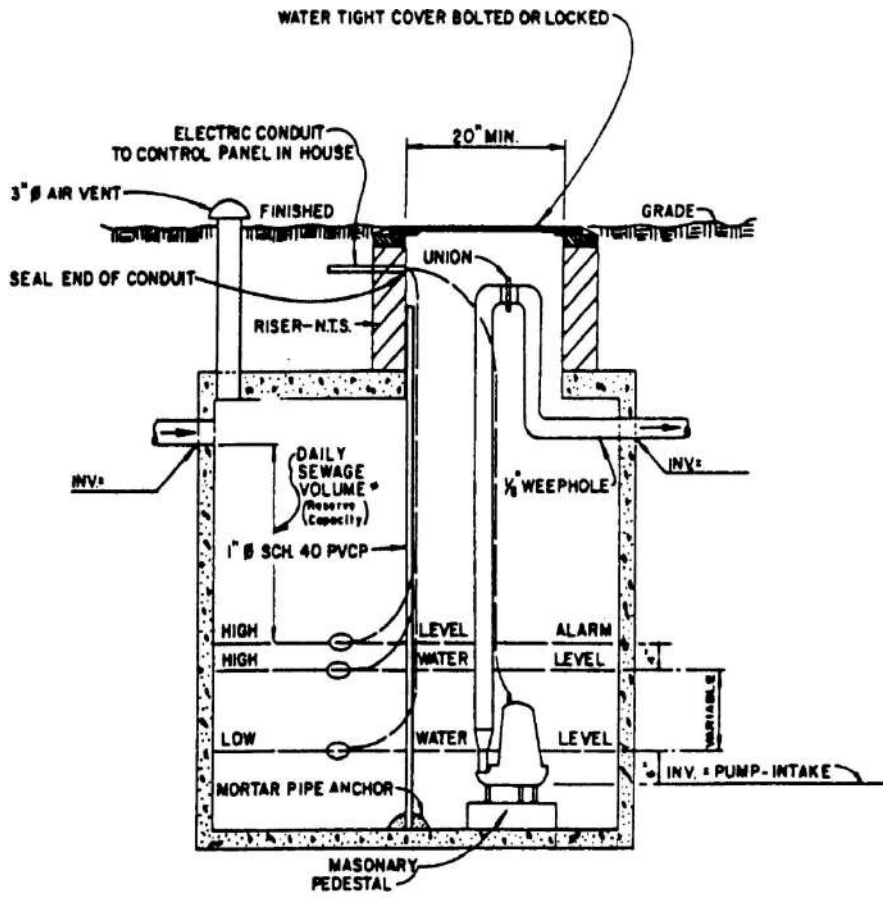 WATER TIGHT COVER BOLTED OR LOCKED
ELECTRIC CONDUIT
TO CONTROL PANEL IN HOUSE
20" MIN.
3" Ø AIR VENT
FINISHED
GRADE
UNION
SEAL END OF CONDUIT
RISER-N.T.S.
INV=
DAILY
SEWAGE
VOLUME *
(Reserve
Capacity)
1/8" WEEPHOLE
INV=
1" Ø SCH. 40 PVCP
HIGH LEVEL ALARM
HIGH WATER LEVEL
VARIABLE
LOW WATER LEVEL
INV. = PUMP-INTAKE
MORTAR PIPE ANCHOR
MASONARY
PEDESTAL